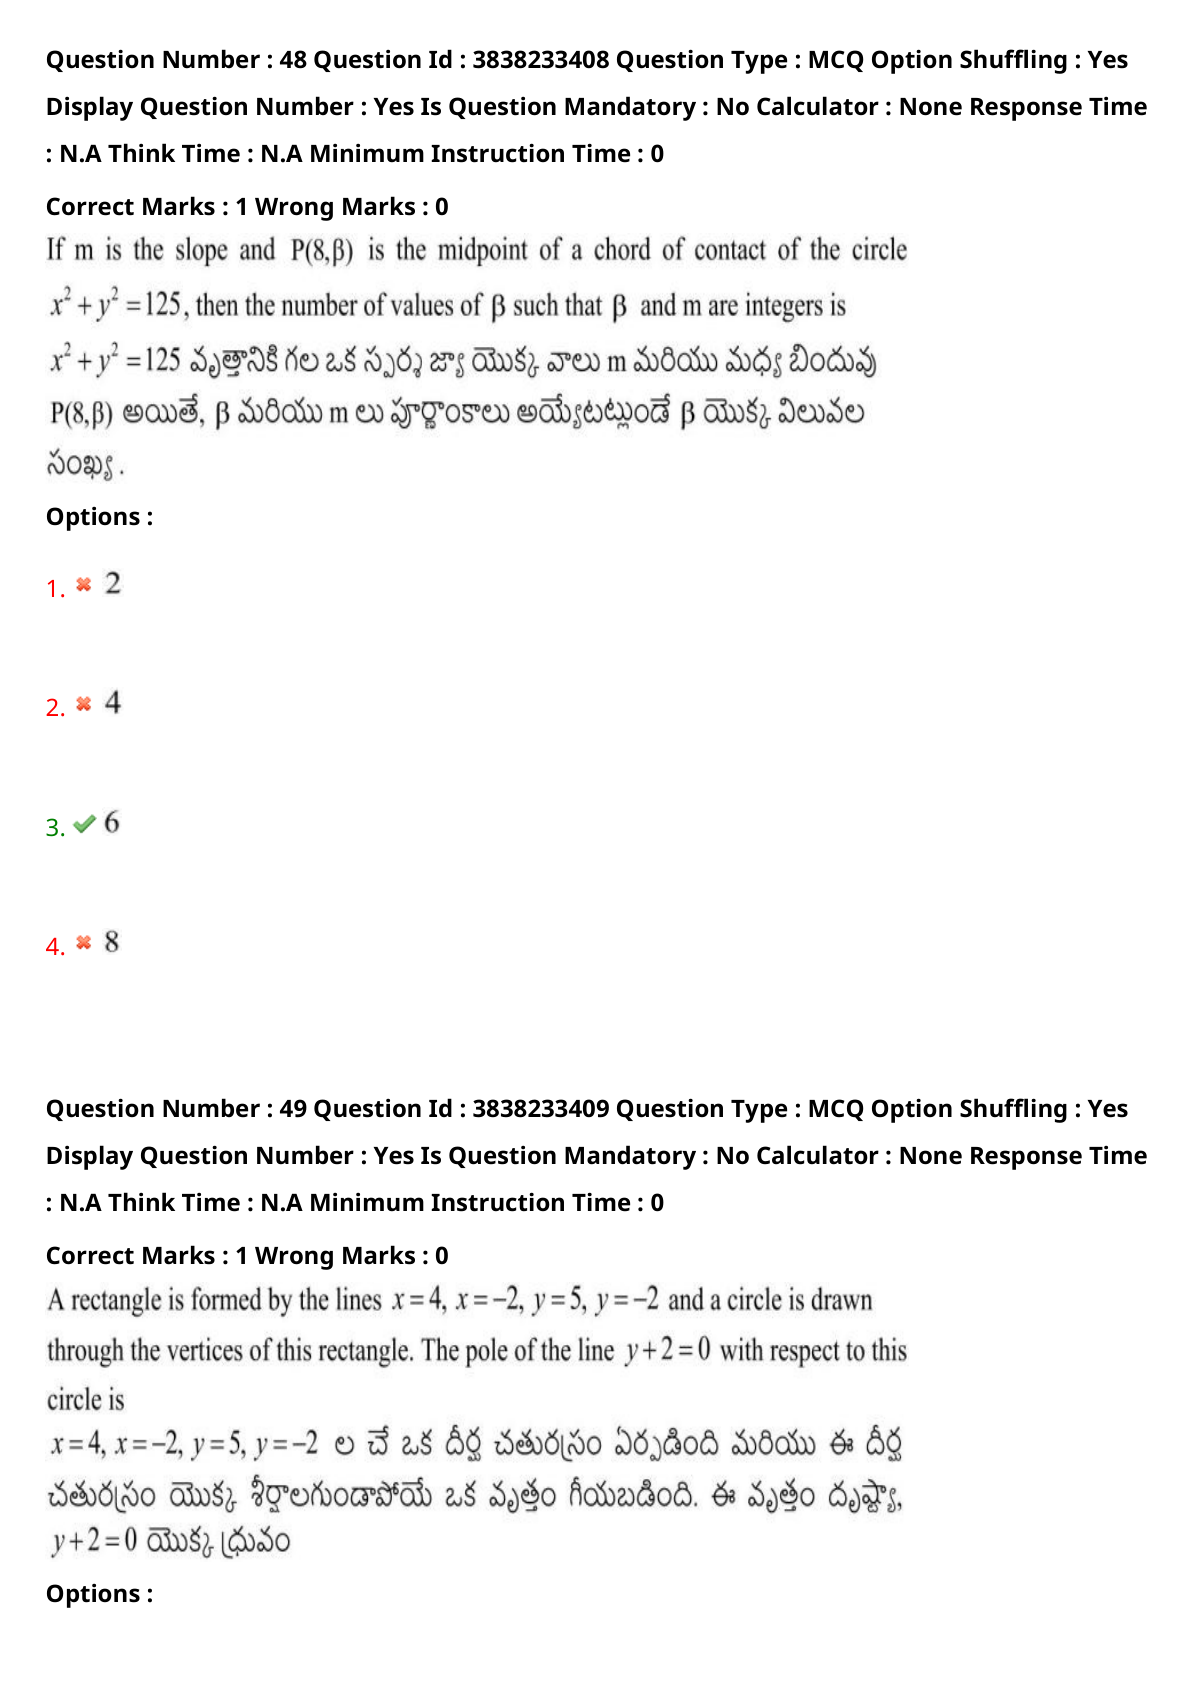 Question Number : 48 Question Id : 3838233408 Question Type : MCQ Option Shuffling : Yes
Display Question Number : Yes Is Question Mandatory : No Calculator : None Response Time
: N.A Think Time : N.A Minimum Instruction Time : 0
Correct Marks : 1 Wrong Marks : 0
If m is the slope and P(8,β) is the midpoint of a chord of contact of the circle
x² + y² = 125, then the number of values of β such that β and m are integers is
x² + y² = 125 వృత్తానికి గల ఒక స్పర్శ జ్యా యొక్క వాలు m మరియు మధ్య బిందువు
P(8,β) అయితే, β మరియు m లు పూర్ణాంకాలు అయ్యేటట్లుండే β యొక్క విలువల
సంఖ్య .
Options :
1. ✖ 2
2. ✖ 4
3. ✔ 6
4. ✖ 8
Question Number : 49 Question Id : 3838233409 Question Type : MCQ Option Shuffling : Yes
Display Question Number : Yes Is Question Mandatory : No Calculator : None Response Time
: N.A Think Time : N.A Minimum Instruction Time : 0
Correct Marks : 1 Wrong Marks : 0
A rectangle is formed by the lines x = 4, x = −2, y = 5, y = −2 and a circle is drawn
through the vertices of this rectangle. The pole of the line y + 2 = 0 with respect to this
circle is
x = 4, x = −2, y = 5, y = −2 ల చే ఒక దీర్ఘ చతురస్రం ఏర్పడింది మరియు ఈ దీర్ఘ
చతురస్రం యొక్క శీర్షాలగుండాపోయే ఒక వృత్తం గీయబడింది. ఈ వృత్తం దృష్ట్యా,
y + 2 = 0 యొక్క ధ్రువం
Options :